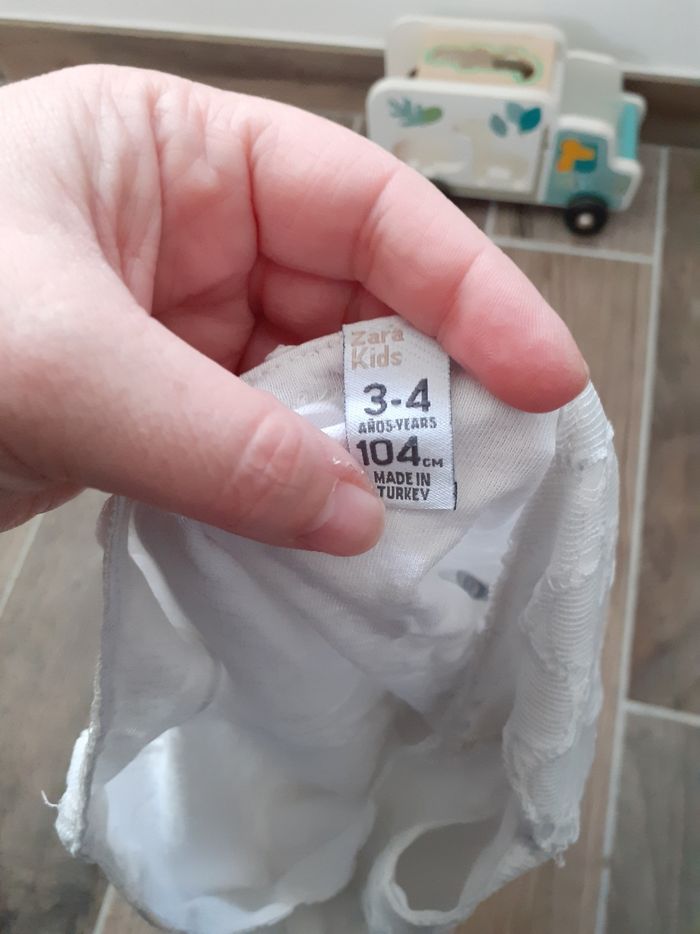 Zara
Kids
3-4
AÑOS-YEARS
104CM
MADE IN
TURKEY